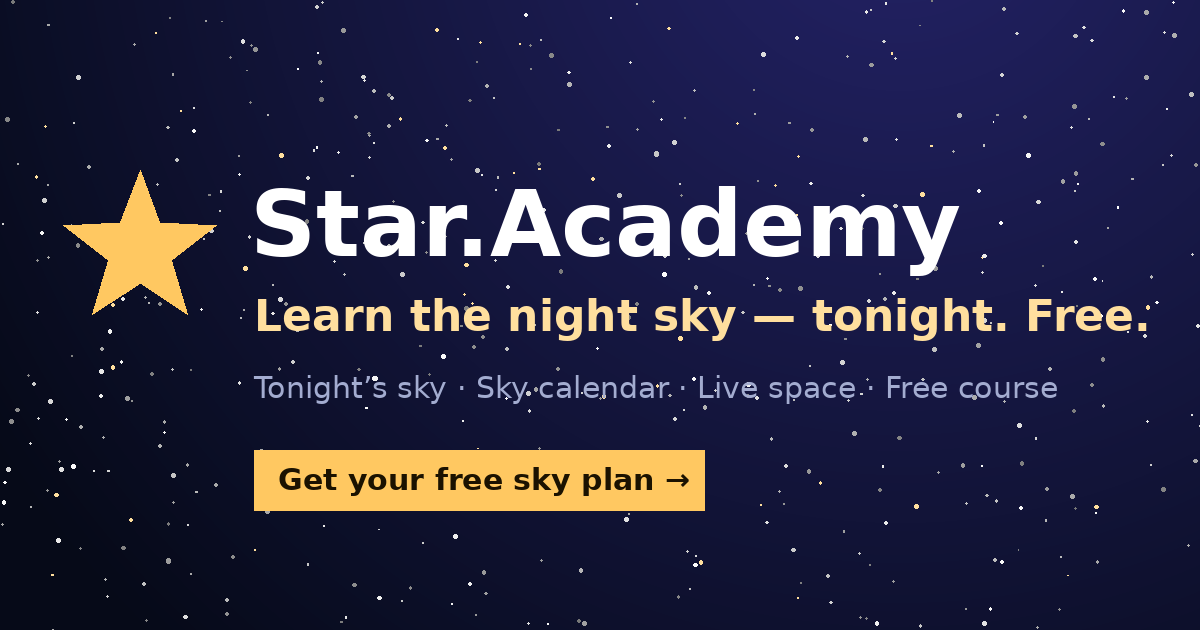 Star.Academy
Learn the night sky — tonight. Free.
Tonight’s sky · Sky calendar · Live space · Free course
Get your free sky plan →